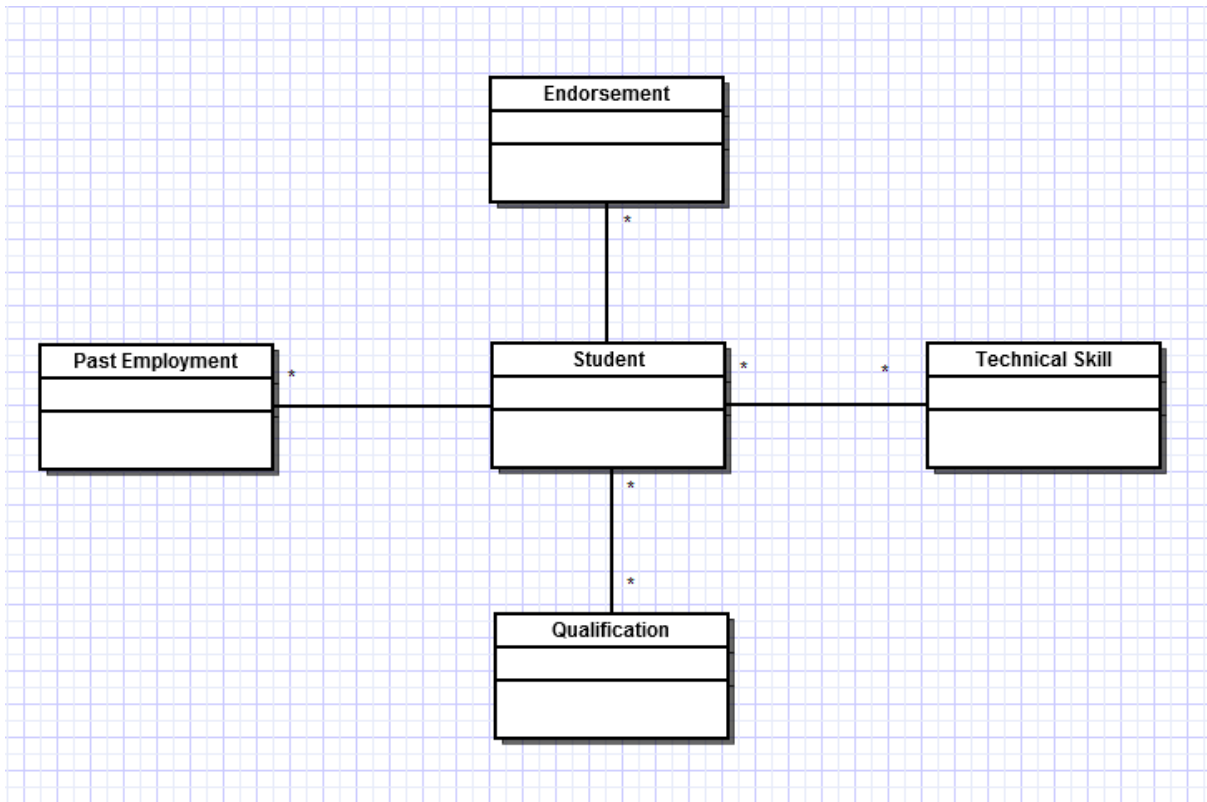 Endorsement
*
Past Employment
*
Student
*
*
Technical Skill
*
*
Qualification